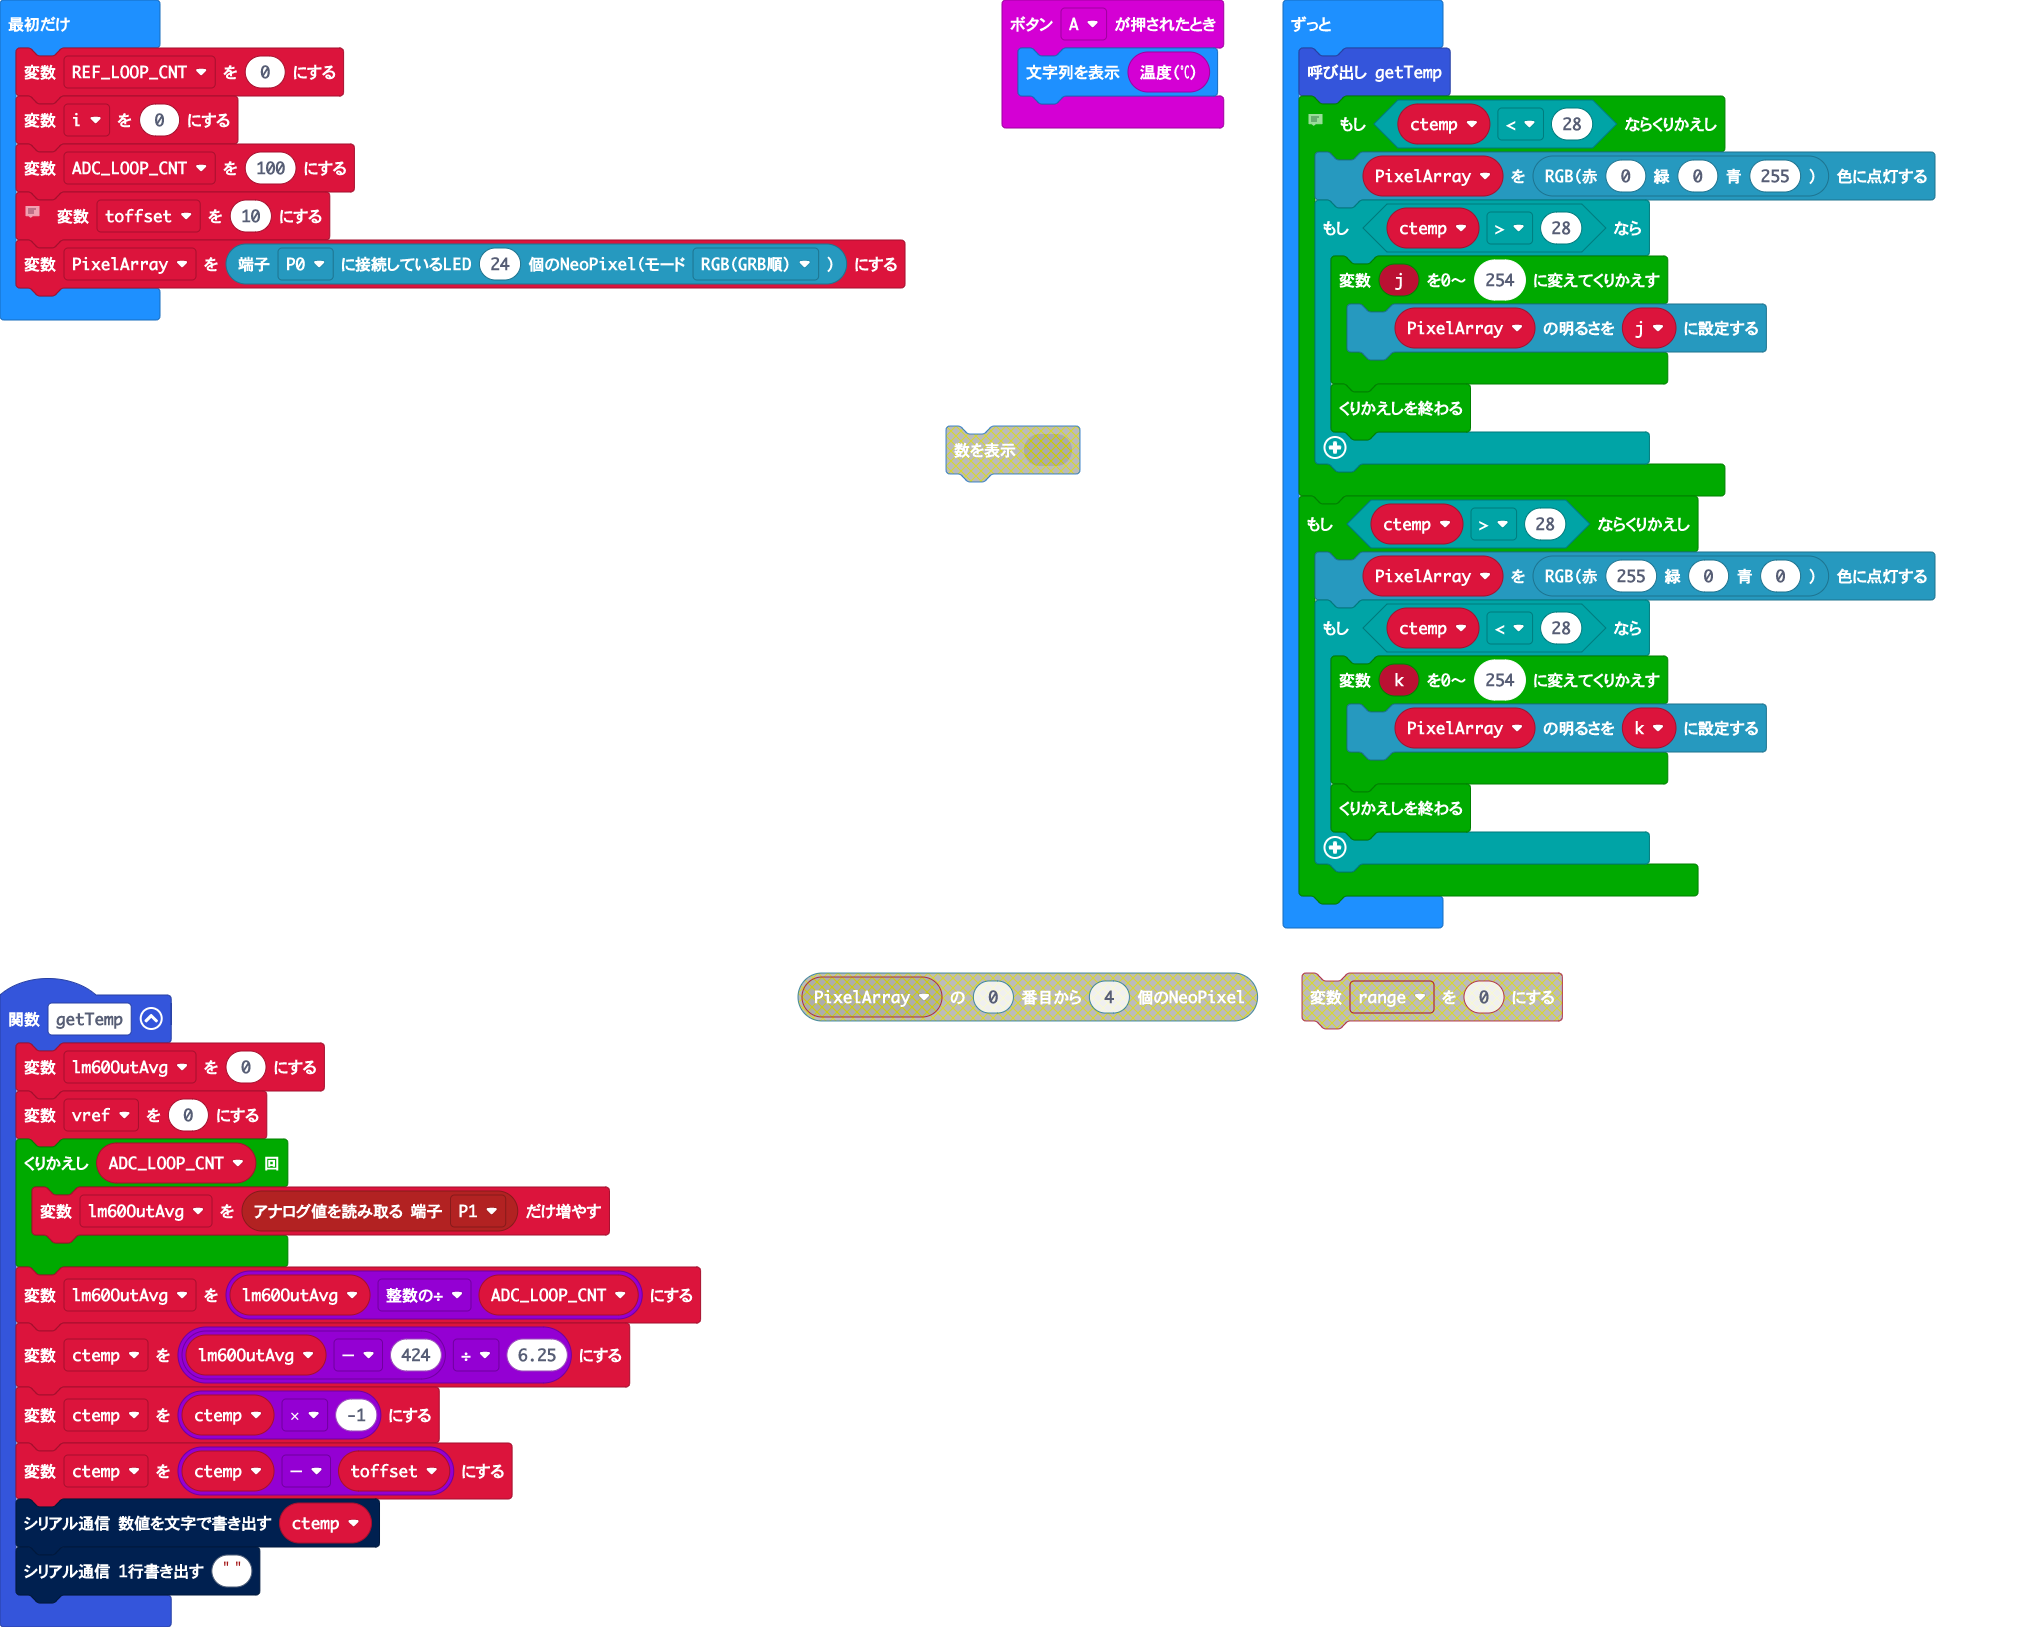 最初だけ
変数 REF_LOOP_CNT を 0 にする
変数 i を 0 にする
変数 ADC_LOOP_CNT を 100 にする
変数 toffset を 10 にする
変数 PixelArray を 端子 P0 に接続しているLED 24 個のNeoPixel(モード RGB(GRB順) ) にする
ボタン A が押されたとき
文字列を表示 温度(℃)
ずっと
呼び出し getTemp
もし ctemp < 28 ならくりかえし
PixelArray を RGB(赤 0 緑 0 青 255 ) 色に点灯する
もし ctemp > 28 なら
変数 j を0～ 254 に変えてくりかえす
PixelArray の明るさを j に設定する
くりかえしを終わる
もし ctemp > 28 ならくりかえし
PixelArray を RGB(赤 255 緑 0 青 0 ) 色に点灯する
もし ctemp < 28 なら
変数 k を0～ 254 に変えてくりかえす
PixelArray の明るさを k に設定する
くりかえしを終わる
数を表示
PixelArray の 0 番目から 4 個のNeoPixel
変数 range を 0 にする
関数 getTemp
変数 lm60OutAvg を 0 にする
変数 vref を 0 にする
くりかえし ADC_LOOP_CNT 回
変数 lm60OutAvg を アナログ値を読み取る 端子 P1 だけ増やす
変数 lm60OutAvg を lm60OutAvg 整数の÷ ADC_LOOP_CNT にする
変数 ctemp を lm60OutAvg － 424 ÷ 6.25 にする
変数 ctemp を ctemp × -1 にする
変数 ctemp を ctemp － toffset にする
シリアル通信 数値を文字で書き出す ctemp
シリアル通信 1行書き出す " "